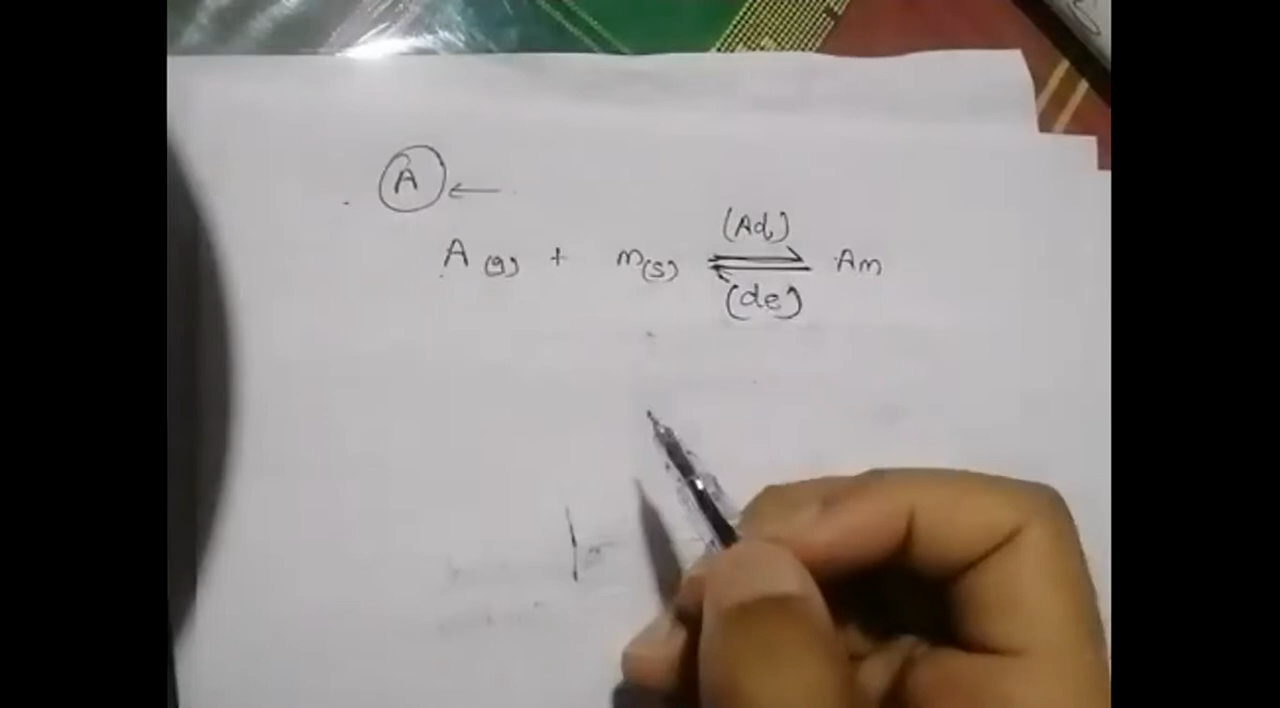 A ←
(Ad)
A (g) + m(s) ⇌ Am
(de)